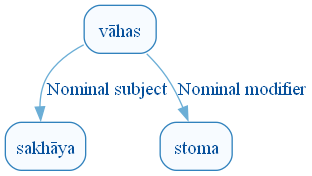 vāhas
Nominal subject Nominal modifier
sakhāya stoma